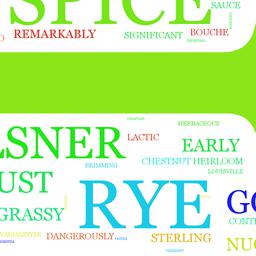 SPICE
SAUCE
REMARKABLY
SIGNIFICANT
BOUCHE
LSNER
LACTIC
HERBACEOUS
EARLY
BRIMMING
CHESTNUT HEIRLOOM
LOUISVILLE
UST
RYE
GRASSY
GO
CONT
DANGEROUSLY
STERLING
NUG